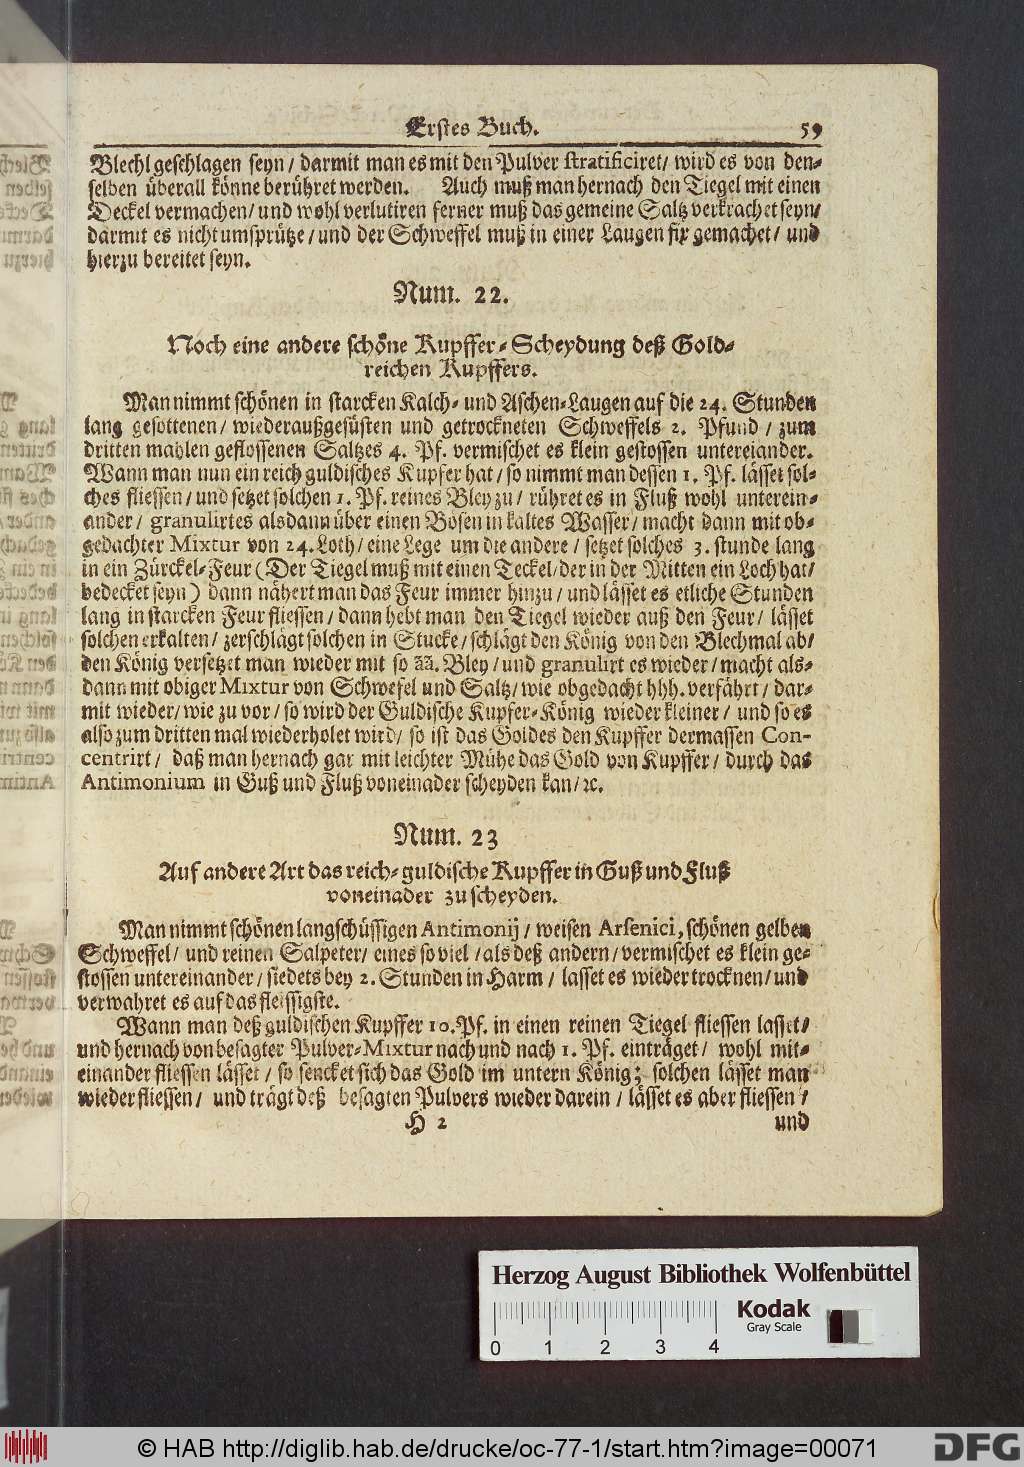 Erstes Buch. 59
Blechl geschlagen seyn / darmit man es mit den Pulver stratificiret / wird es von den-
selben überall könne berühret werden. Auch muß man hernach den Tiegel mit einen
Deckel vermachen / und wohl verlutiren ferner muß das gemeine Saltz verkrachet seyn /
darmit es nicht umsprütze / und der Schweffel muß in einer Laugen fix gemachet / und
hierzu bereitet seyn.
Num. 22.
Noch eine andere schöne Kupffer-Scheydung deß Gold-
reichen Kupffers.
Man nimmt schönen in starcken Kalch- und Aschen-Laugen auf die 24. Stunden
lang gesottenen / wiederaußgesüsten und getrockneten Schweffels 2. Pfund / zum
dritten mahlen geflossenen Saltzes 4. Pf. vermischet es klein gestossen untereiander.
Wann man nun ein reich guldisches Kupfer hat / so nimmt man dessen 1. Pf. lässet sol-
ches fliessen / und setzet solchen 1. Pf. reines Bley zu / rühret es in Fluß wohl unterein-
ander / granulirtes alsdann über einen Bösen in kaltes Wasser / macht dann mit ob-
gedachter Mixtur von 24. Loth / eine Lege um die andere / setzet solches 3. stunde lang
in ein Zürckel-Feur (Der Tiegel muß mit einen Teckel / der in der Mitten ein Loch hat /
bedecket seyn) dann nähert man das Feur immer hinzu / und lässet es etliche Stunden
lang in starcken Feur fliessen / dann hebt man den Tiegel wieder auß den Feur / lässet
solchen erkalten / zerschlägt solchen in Stucke / schlägt den König von den Blechmal ab /
den König versetzet man wieder mit so ãã. Bley / und granulirt es wieder / macht als-
dann mit obiger Mixtur von Schwefel und Saltz / wie obgedacht hhh. verfährt / dar-
mit wieder / wie zu vor / so wird der Guldische Kupfer-König wieder kleiner / und so es
also zum dritten mal wiederholet wird / so ist das Goldes den Kupffer dermassen Con-
centrirt / daß man hernach gar mit leichter Mühe das Gold von Kupffer / durch das
Antimonium in Guß und Fluß voneinader scheyden kan / ꝛc.
Num. 23
Auf andere Art das reich-guldische Kupffer in Guß und Fluß
voneinader zu scheyden.
Man nimmt schönen langschüssigen Antimonij / weisen Arsenici, schönen gelben
Schweffel / und reinen Salpeter / eines so viel / als deß andern / vermischet es klein ge-
stossen untereinander / siedets bey 2. Stunden in Harm / lasset es wieder trocknen / und
verwahret es auf das fleissigste.
Wann man deß guldischen Kupffer 10. Pf. in einen reinen Tiegel fliessen lasset /
und hernach von besagter Pulver-Mixtur nach und nach 1. Pf. einträget / wohl mit-
einander fliessen lässet / so sencket sich das Gold im untern König; solchen lässet man
wieder fliessen / und trägt deß besagten Pulvers wieder darein / lässet es aber fliessen /
H 2 und
Herzog August Bibliothek Wolfenbüttel
Kodak
Gray Scale
0 1 2 3 4
© HAB http://diglib.hab.de/drucke/oc-77-1/start.htm?image=00071
DFG